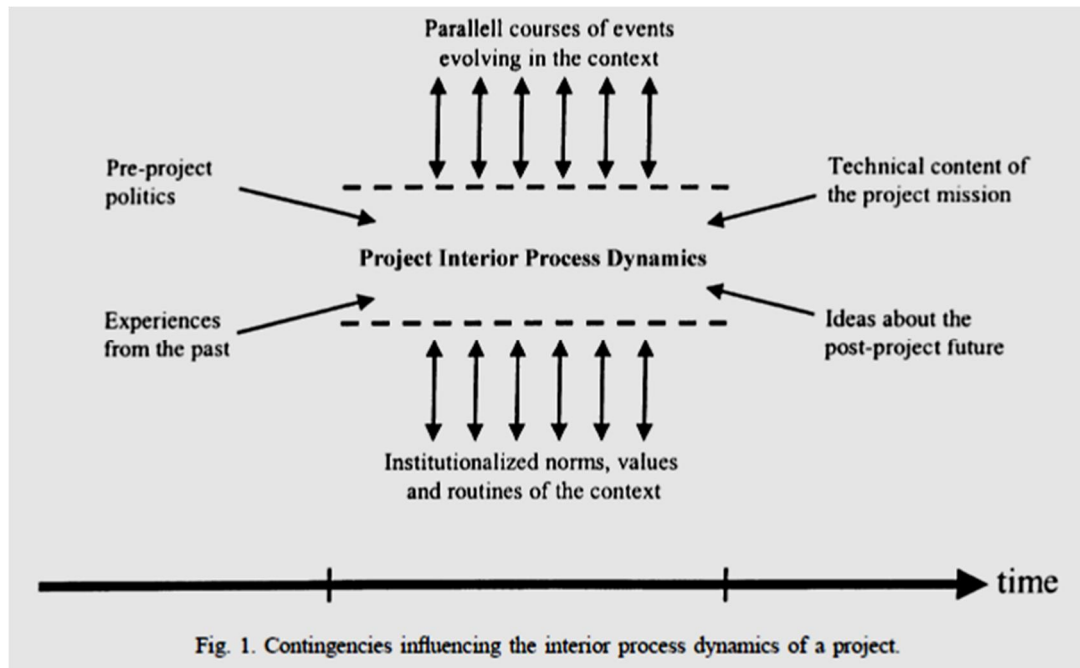 Parallell courses of events
evolving in the context
Pre-project
politics
Technical content of
the project mission
Project Interior Process Dynamics
Experiences
from the past
Ideas about the
post-project future
Institutionalized norms, values
and routines of the context
time
Fig. 1. Contingencies influencing the interior process dynamics of a project.